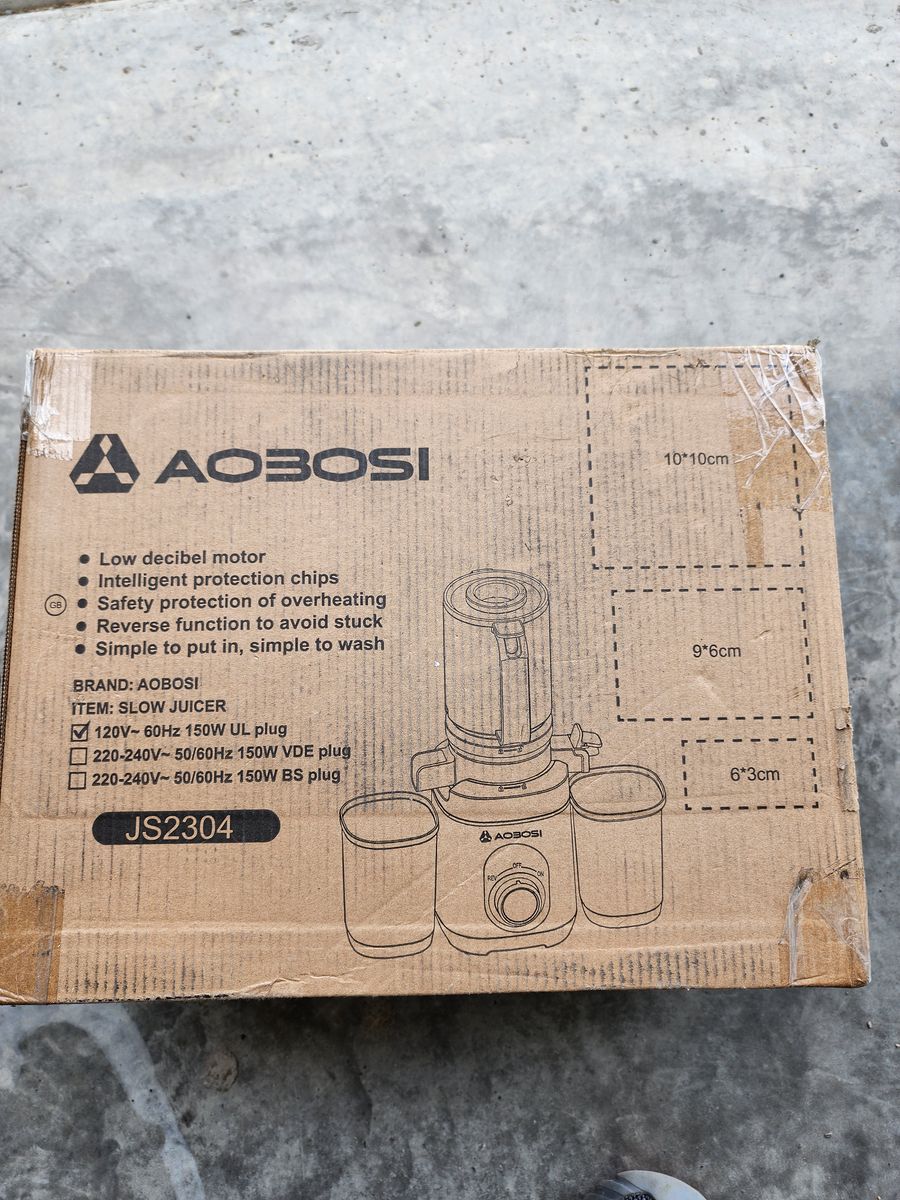 AOBOSI
10*10cm
Low decibel motor
Intelligent protection chips
GB
Safety protection of overheating
Reverse function to avoid stuck
Simple to put in, simple to wash
9*6cm
BRAND: AOBOSI
ITEM: SLOW JUICER
120V~ 60Hz 150W UL plug
220-240V~ 50/60Hz 150W VDE plug
220-240V~ 50/60Hz 150W BS plug
6*3cm
JS2304
AOBOSI
OFF
REV ON